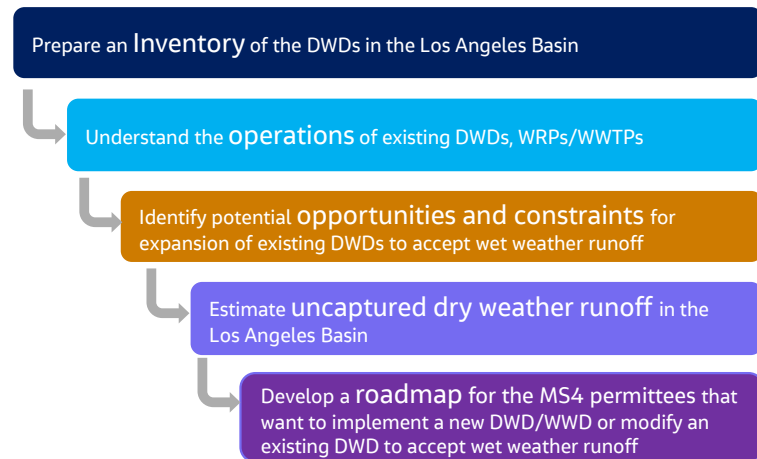 Prepare an Inventory of the DWDs in the Los Angeles Basin
Understand the operations of existing DWDs, WRPs/WWTPs
Identify potential opportunities and constraints for
expansion of existing DWDs to accept wet weather runoff
Estimate uncaptured dry weather runoff in the
Los Angeles Basin
Develop a roadmap for the MS4 permittees that
want to implement a new DWD/WWD or modify an
existing DWD to accept wet weather runoff